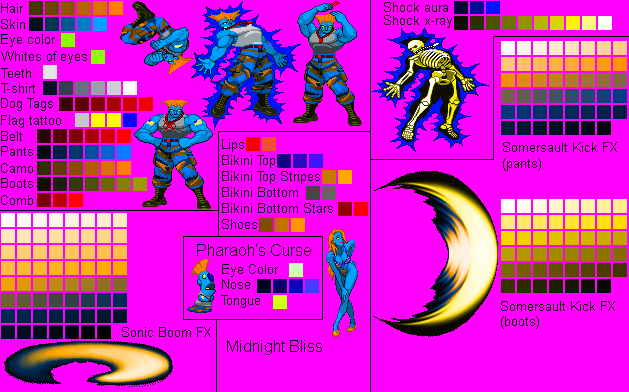 Hair
Skin
Eye color
Whites of eyes
Teeth
T-shirt
Dog Tags
Flag tattoo
Belt
Pants
Camo
Boots
Comb
Shock aura
Shock x-ray
Somersault Kick FX
(pants)
Lips
Bikini Top
Bikini Top Stripes
Bikini Bottom
Bikini Bottom Stars
Shoes
Pharaoh's Curse
Eye Color
Nose
Tongue
Midnight Bliss
Sonic Boom FX
Somersault Kick FX
(boots)